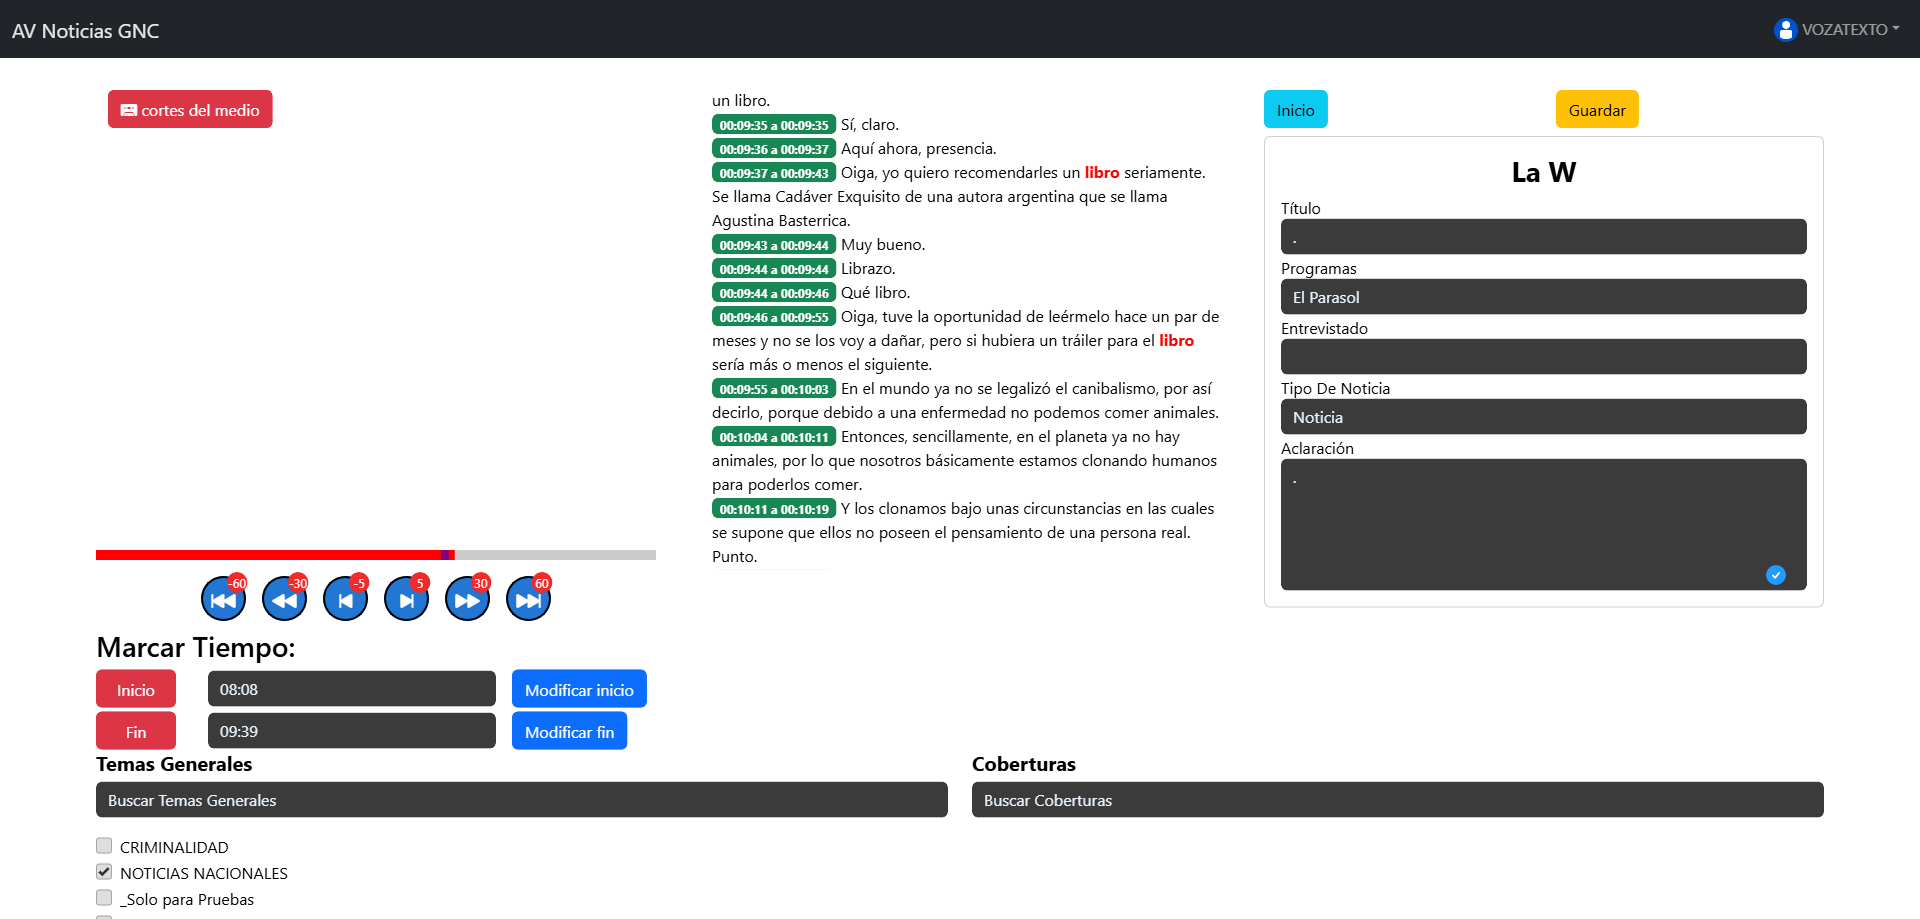 AV Noticias GNC
VOZATEXTO
cortes del medio
-60
-30
-5
5
30
60
Marcar Tiempo:
Inicio
08:08
Modificar inicio
Fin
09:39
Modificar fin
un libro.
00:09:35 a 00:09:35 Sí, claro.
00:09:36 a 00:09:37 Aquí ahora, presencia.
00:09:37 a 00:09:43 Oiga, yo quiero recomendarles un libro seriamente.
Se llama Cadáver Exquisito de una autora argentina que se llama
Agustina Basterrica.
00:09:43 a 00:09:44 Muy bueno.
00:09:44 a 00:09:44 Librazo.
00:09:44 a 00:09:46 Qué libro.
00:09:46 a 00:09:55 Oiga, tuve la oportunidad de leérmelo hace un par de
meses y no se los voy a dañar, pero si hubiera un tráiler para el libro
sería más o menos el siguiente.
00:09:55 a 00:10:03 En el mundo ya no se legalizó el canibalismo, por así
decirlo, porque debido a una enfermedad no podemos comer animales.
00:10:04 a 00:10:11 Entonces, sencillamente, en el planeta ya no hay
animales, por lo que nosotros básicamente estamos clonando humanos
para poderlos comer.
00:10:11 a 00:10:19 Y los clonamos bajo unas circunstancias en las cuales
se supone que ellos no poseen el pensamiento de una persona real.
Punto.
Inicio
Guardar
La W
Título
.
Programas
El Parasol
Entrevistado
Tipo De Noticia
Noticia
Aclaración
.
Temas Generales
Buscar Temas Generales
CRIMINALIDAD
NOTICIAS NACIONALES
_Solo para Pruebas
Coberturas
Buscar Coberturas